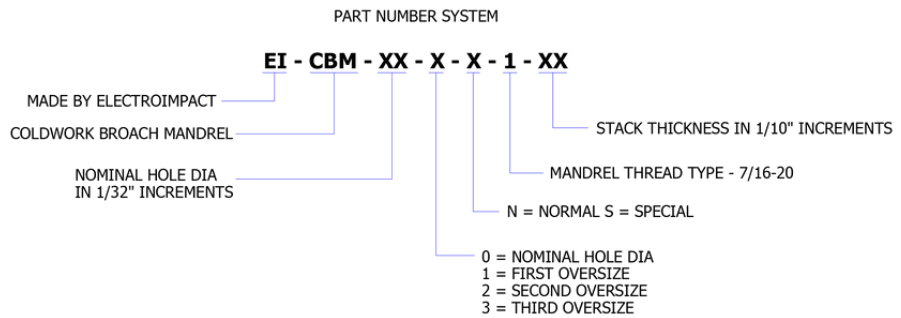 PART NUMBER SYSTEM
EI - CBM - XX - X - X - 1 - XX
MADE BY ELECTROIMPACT
COLDWORK BROACH MANDREL
STACK THICKNESS IN 1/10" INCREMENTS
NOMINAL HOLE DIA
IN 1/32" INCREMENTS
MANDREL THREAD TYPE - 7/16-20
N = NORMAL S = SPECIAL
0 = NOMINAL HOLE DIA
1 = FIRST OVERSIZE
2 = SECOND OVERSIZE
3 = THIRD OVERSIZE